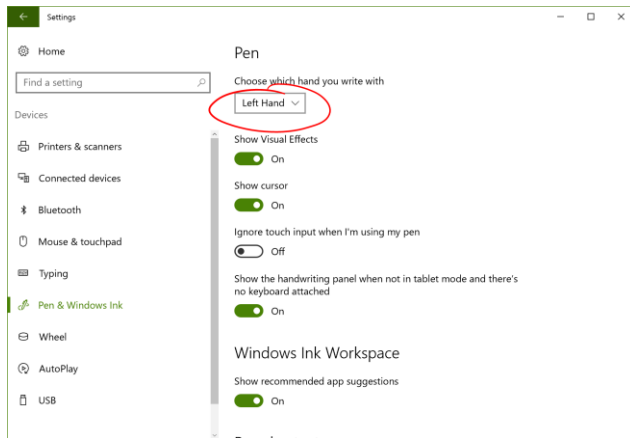 Settings
Home
Find a setting
Devices
Printers & scanners
Connected devices
Bluetooth
Mouse & touchpad
Typing
Pen & Windows Ink
Wheel
AutoPlay
USB
Pen
Choose which hand you write with
Left Hand
Show Visual Effects
On
Show cursor
On
Ignore touch input when I'm using my pen
Off
Show the handwriting panel when not in tablet mode and there's
no keyboard attached
On
Windows Ink Workspace
Show recommended app suggestions
On